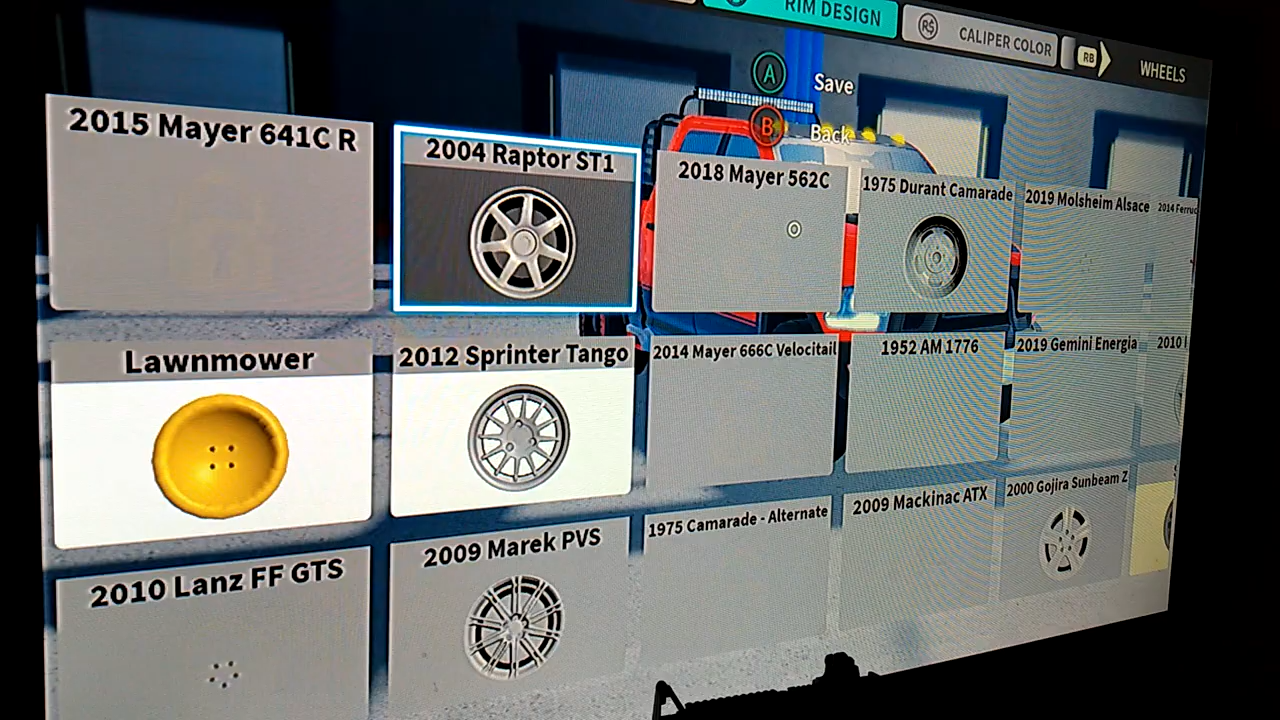 RIM DESIGN
R$ CALIPER COLOR
RB
WHEELS
A Save
B Back
2015 Mayer 641C R
2004 Raptor ST1
2018 Mayer 562C
1975 Durant Camarade
2019 Molsheim Alsace
Lawnmower
2012 Sprinter Tango
2014 Mayer 666C Velocitail
1952 AM 1776
2019 Gemini Energia
2010
2010 Lanz FF GTS
2009 Marek PVS
1975 Camarade - Alternate
2009 Mackinac ATX
2000 Gojira Sunbeam Z